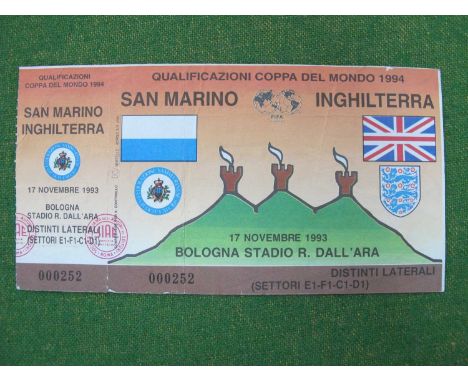 QUALIFICAZIONI
COPPA DEL MONDO 1994
SAN MARINO
INGHILTERRA
17 NOVEMBRE 1993
BOLOGNA
STADIO R. DALL'ARA
DISTINTI LATERALI
(SETTORI E1-F1-C1-D1)
000252
QUALIFICAZIONI COPPA DEL MONDO 1994
SAN MARINO INGHILTERRA
FIFA
17 NOVEMBRE 1993
BOLOGNA STADIO R. DALL'ARA
DISTINTI LATERALI
(SETTORI E1-F1-C1-D1)
000252